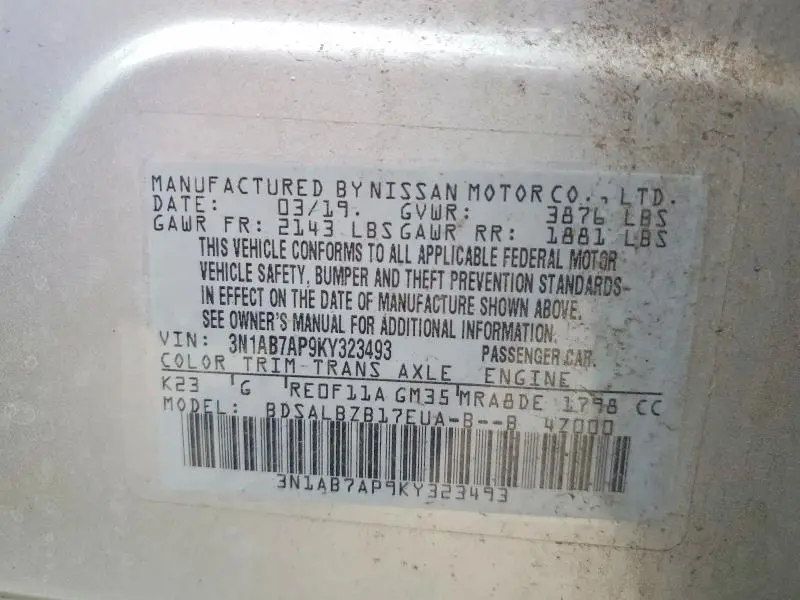 MANUFACTURED BY NISSAN MOTOR CO., LTD.
DATE: 03/19. GVWR: 3876 LBS
GAWR FR: 2143 LBS GAWR RR: 1881 LBS
THIS VEHICLE CONFORMS TO ALL APPLICABLE FEDERAL MOTOR
VEHICLE SAFETY, BUMPER AND THEFT PREVENTION STANDARDS
IN EFFECT ON THE DATE OF MANUFACTURE SHOWN ABOVE.
SEE OWNER'S MANUAL FOR ADDITIONAL INFORMATION.
VIN: 3N1AB7AP9KY323493 PASSENGER CAR.
COLOR TRIM TRANS AXLE ENGINE
K23 G RE0F11A GM35 MRA8DE 1798 CC
MODEL: BDSALBZB17EUA-B--B 47000
3N1AB7AP9KY323493